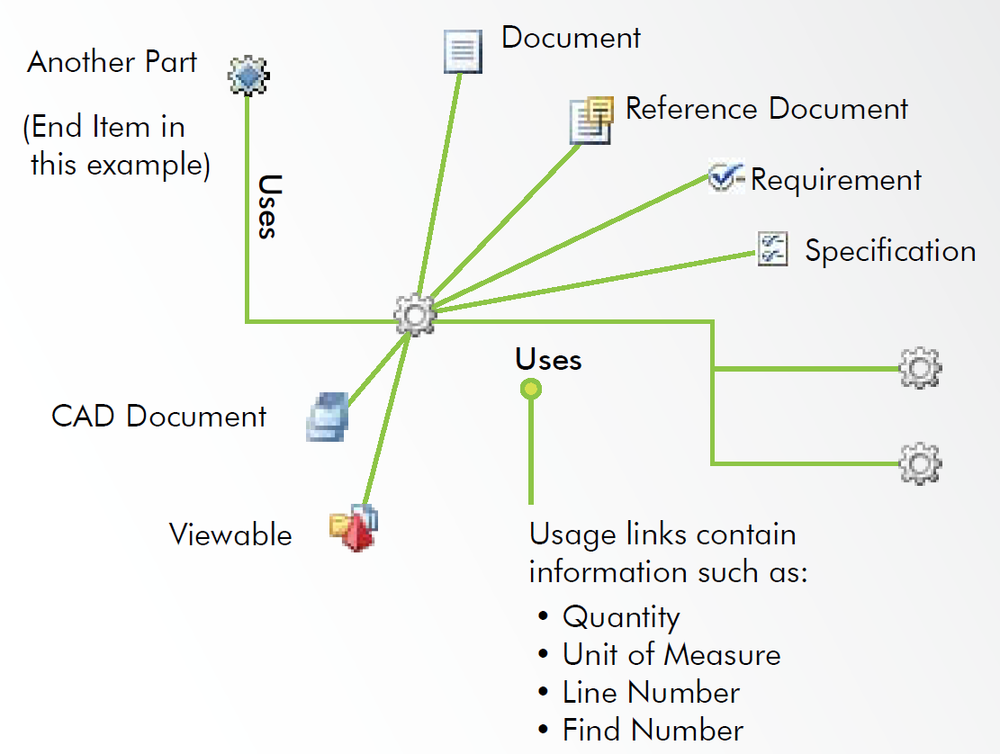 Document
Another Part
(End Item in
this example)
Reference Document
Requirement
Uses
Specification
Uses
CAD Document
Viewable
Usage links contain
information such as:
• Quantity
• Unit of Measure
• Line Number
• Find Number